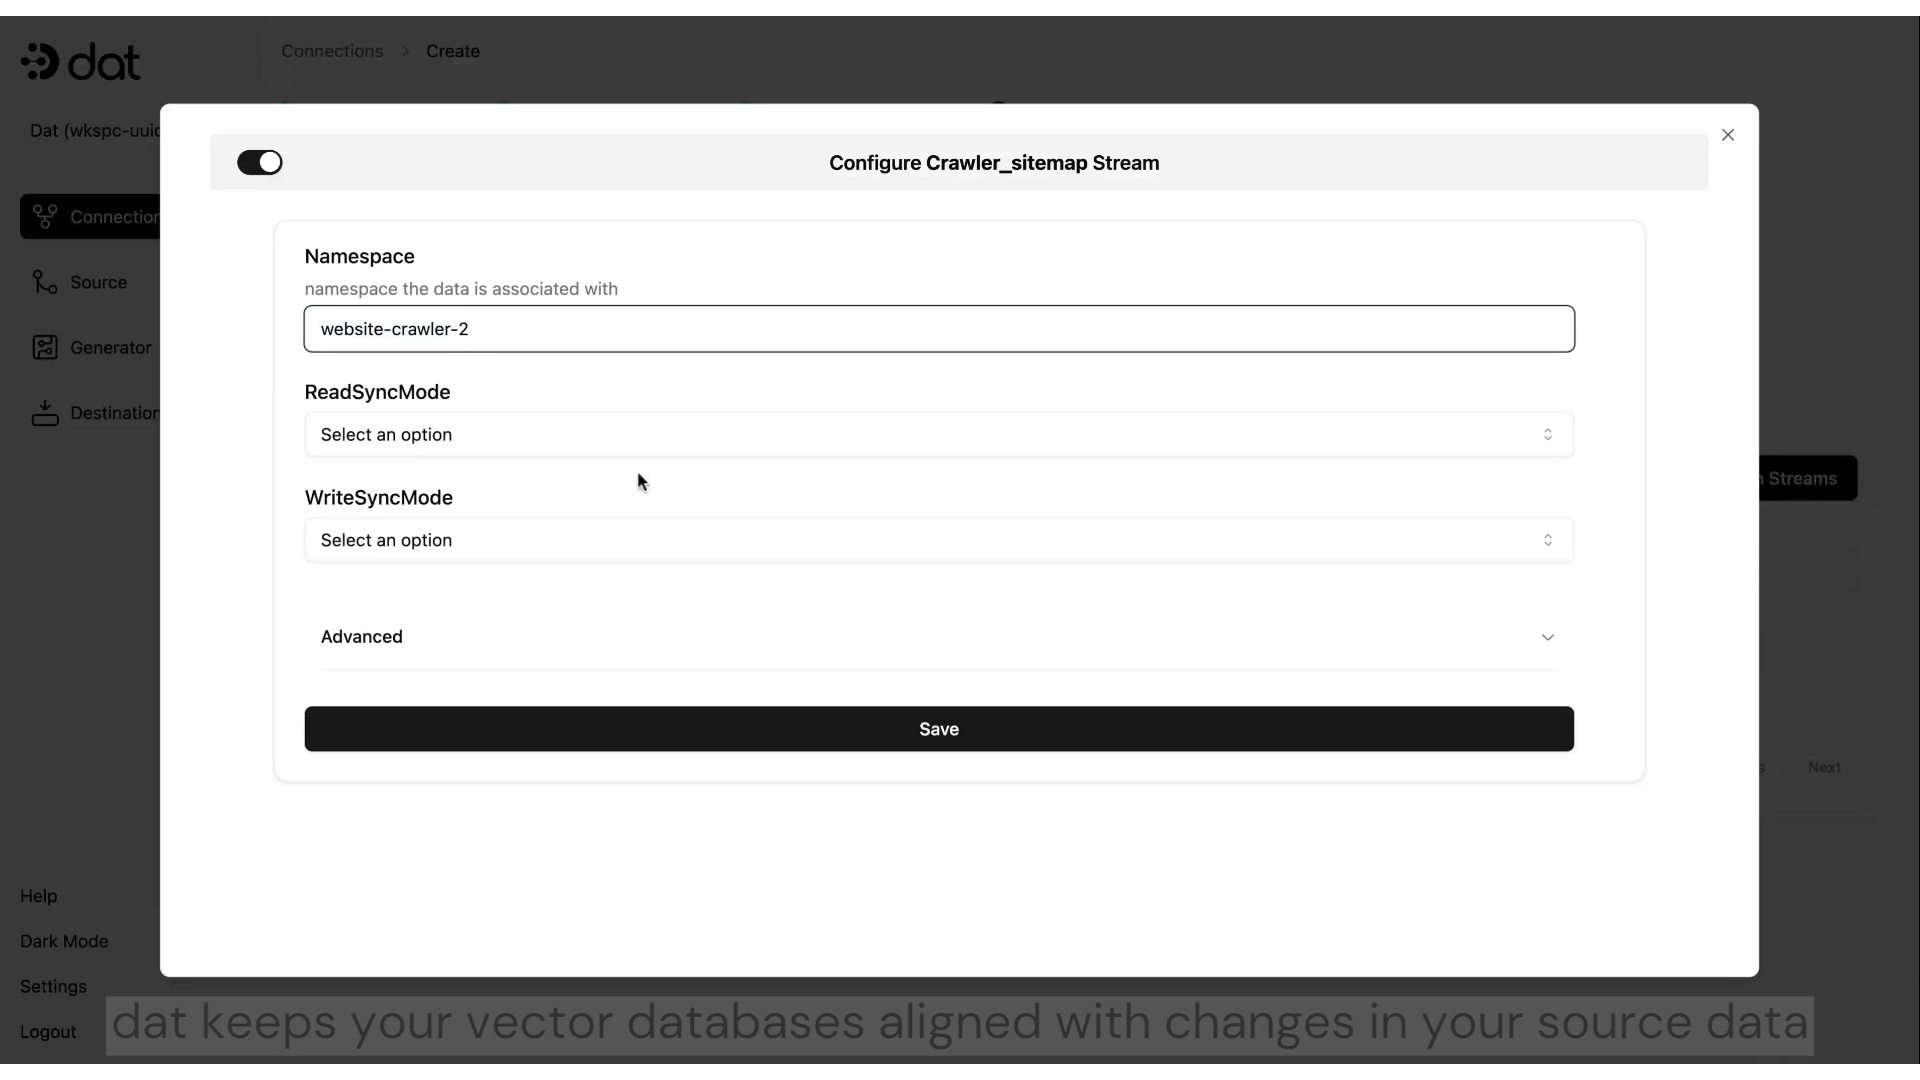 dat
Connections > Create
Dat (wkspc-uuid
Configure Crawler_sitemap Stream
Connection
Source
Generator
Destination
Namespace
namespace the data is associated with
website-crawler-2
ReadSyncMode
Select an option
WriteSyncMode
Select an option
Streams
Advanced
Save
Next
Help
Dark Mode
Settings
Logout
dat keeps your vector databases aligned with changes in your source data